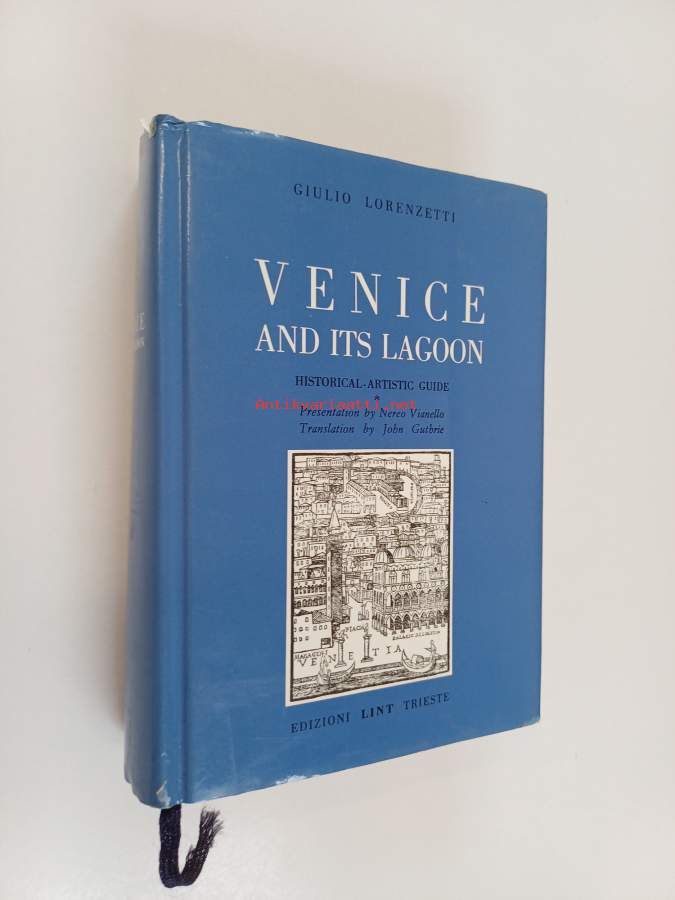 GIULIO LORENZETTI
VENICE
AND ITS LAGOON
HISTORICAL-ARTISTIC GUIDE
*
Antikvariaatti.net
Presentation by Nereo Vianello
Translation by John Guthrie
VENETIA
EDIZIONI LINT TRIESTE